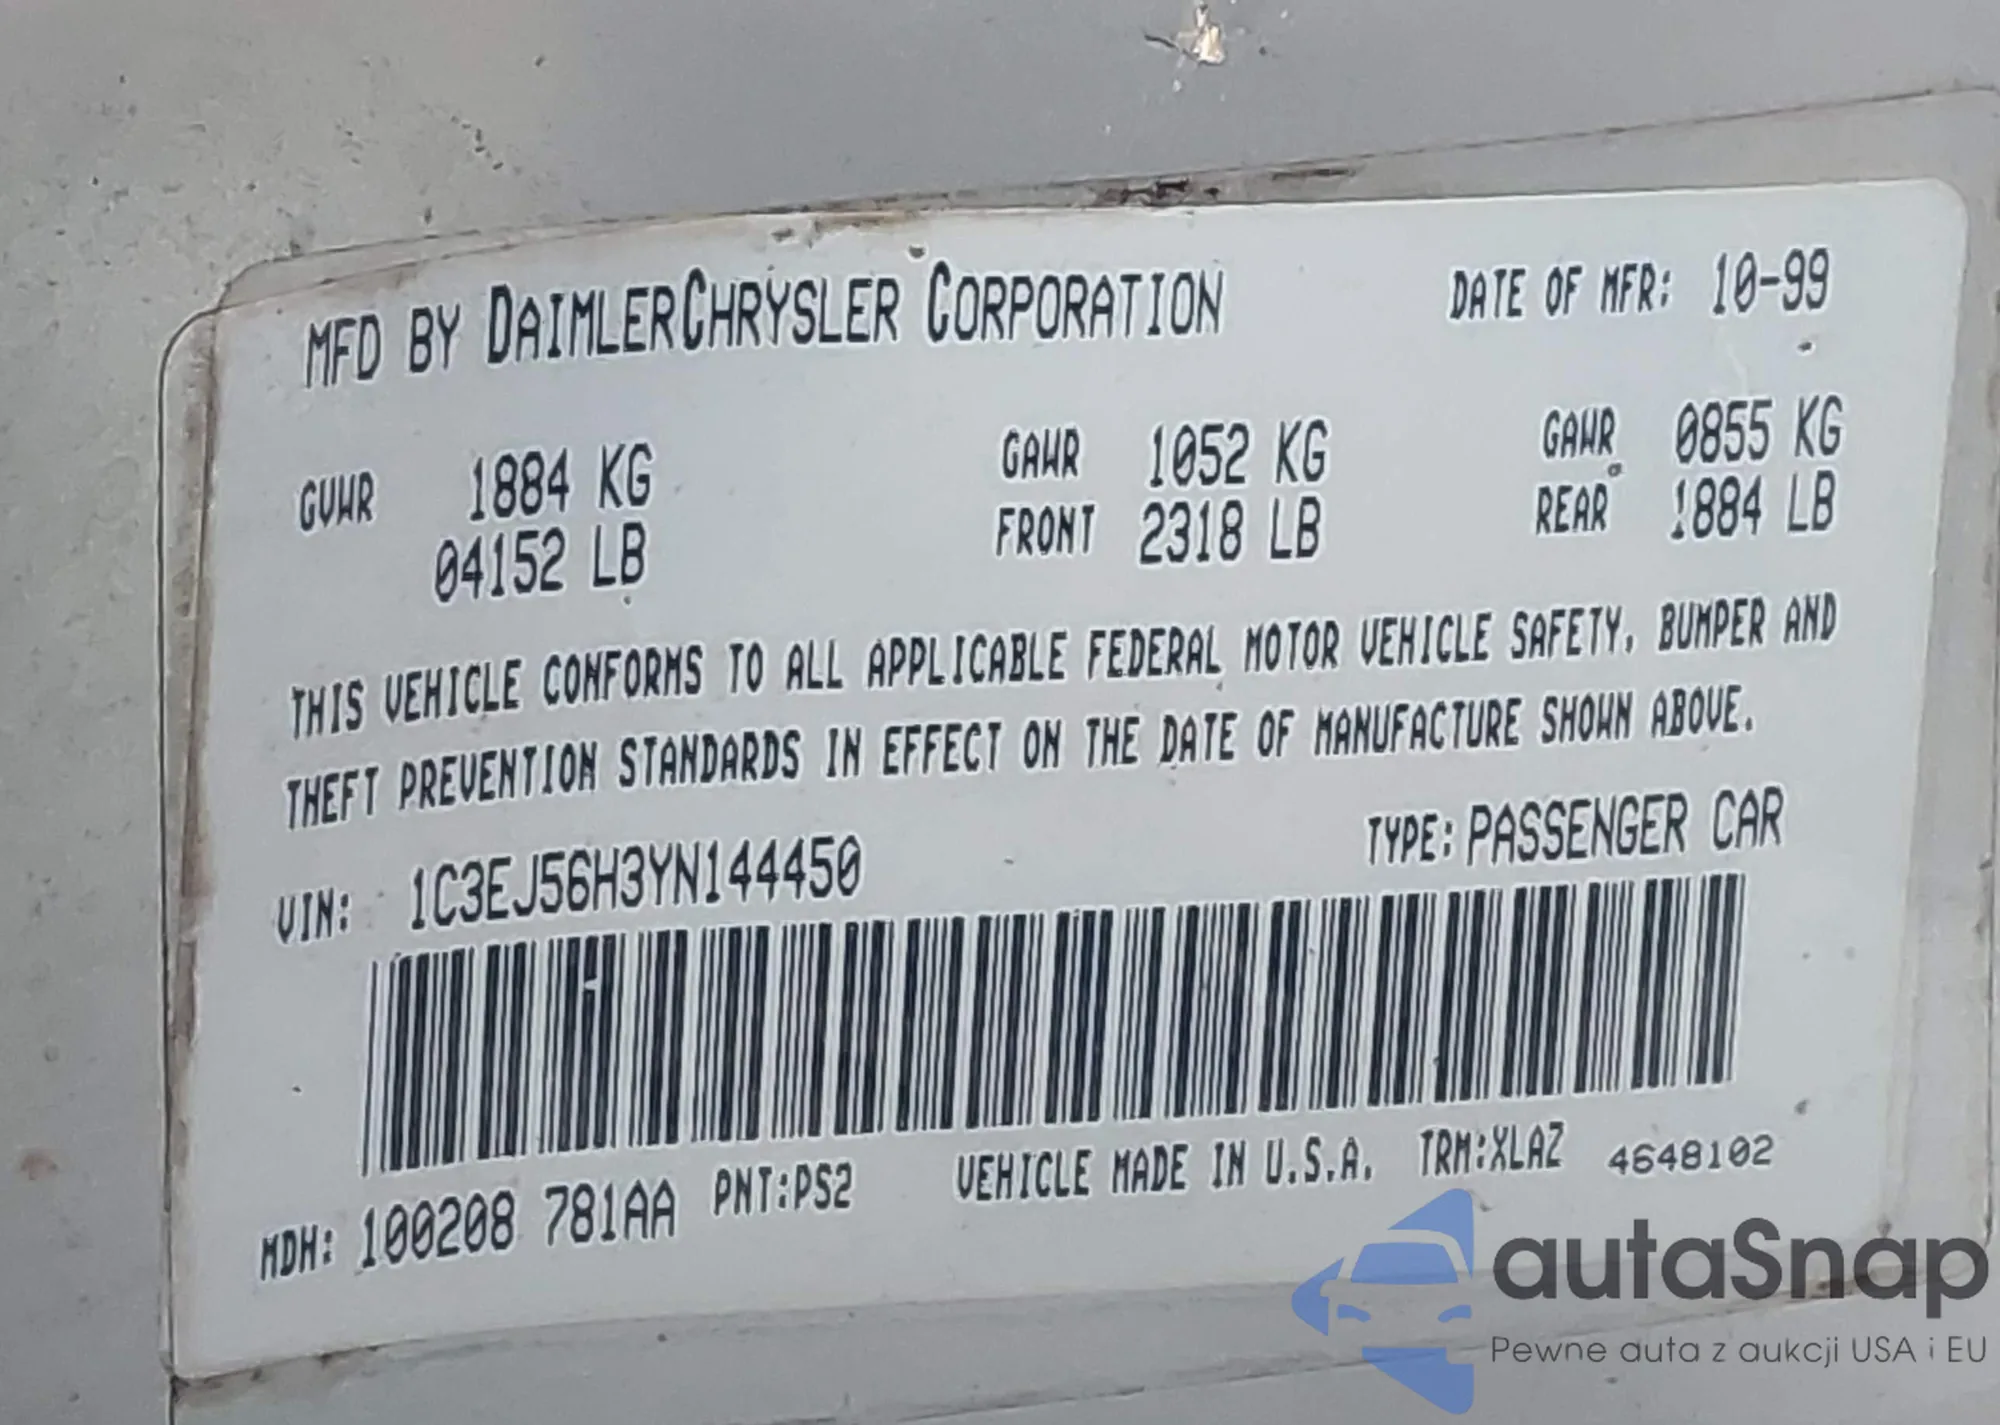 MFD BY DAIMLERCHRYSLER CORPORATION DATE OF MFR: 10-99
GVWR 1884 KG GAWR 1052 KG GAWR 0855 KG
04152 LB FRONT 2318 LB REAR 1884 LB
THIS VEHICLE CONFORMS TO ALL APPLICABLE FEDERAL MOTOR VEHICLE SAFETY, BUMPER AND
THEFT PREVENTION STANDARDS IN EFFECT ON THE DATE OF MANUFACTURE SHOWN ABOVE.
VIN: 1C3EJ56H3YN144450 TYPE: PASSENGER CAR
MDH: 100208 781AA PNT:PS2 VEHICLE MADE IN U.S.A. TRM:XLAZ 4648102
autaSnap
Pewne auta z aukcji USA i EU